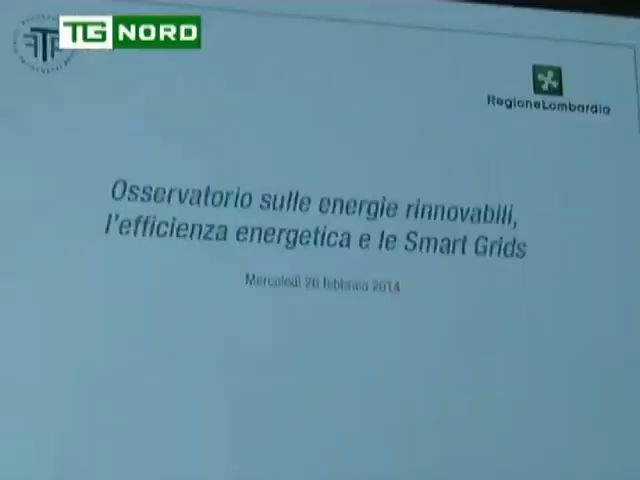 TG NORD
RegioneLombardia
Osservatorio sulle energie rinnovabili,
l'efficienza energetica e le Smart Grids
Mercoledì 26 febbraio 2014